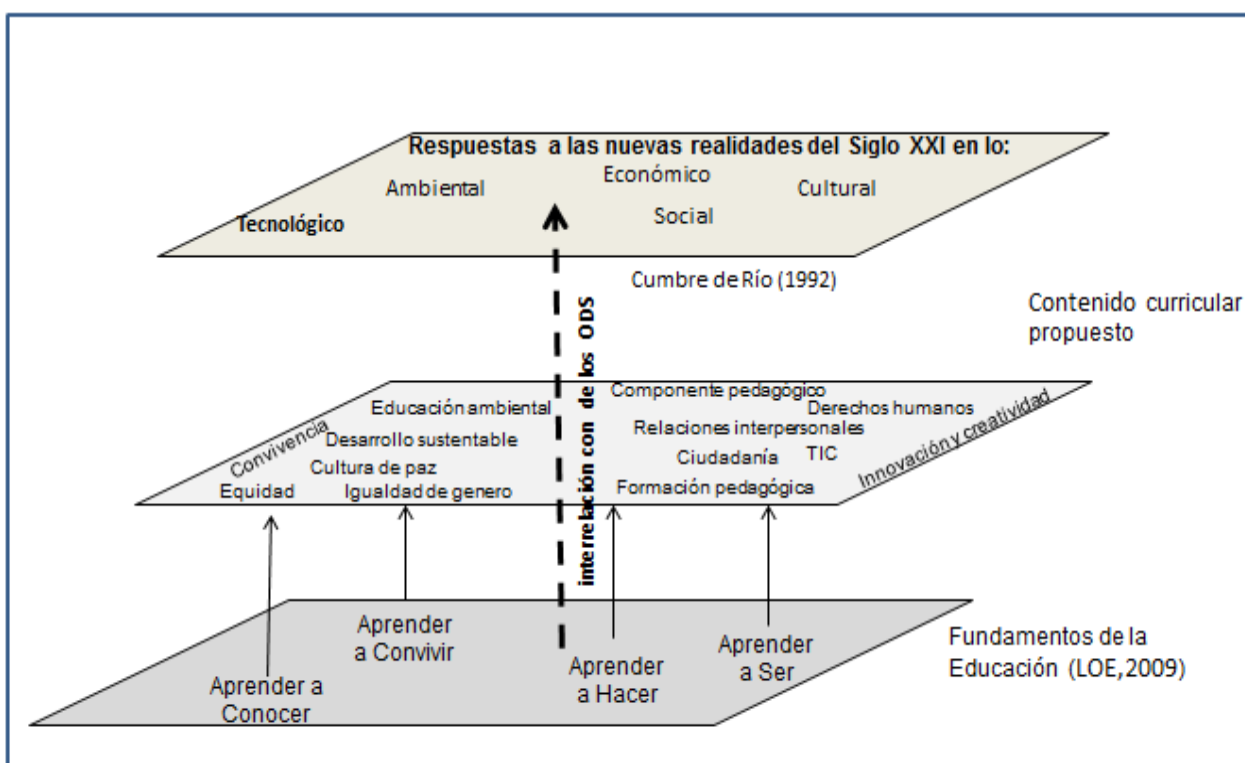 Respuestas a las nuevas realidades del Siglo XXI en lo:
Ambiental
Económico
Cultural
Tecnológico
Social
Cumbre de Río (1992)
Contenido curricular
propuesto
interrelación con de los ODS
Componente pedagógico
Educación ambiental
Derechos humanos
Convivencia
Desarrollo sustentable
Relaciones interpersonales
Cultura de paz
Ciudadanía
TIC
Innovación y creatividad
Equidad
Igualdad de genero
Formación pedagógica
Aprender
a Convivir
Aprender a
Conocer
Aprender
a Hacer
Aprender
a Ser
Fundamentos de la
Educación (LOE,2009)